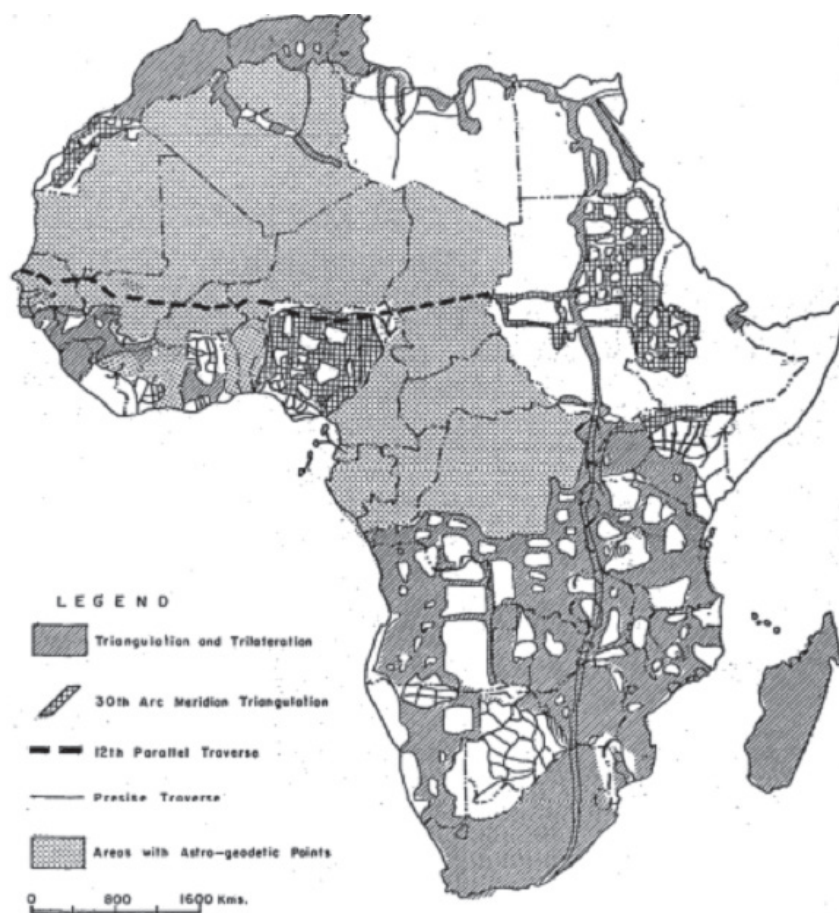 LEGEND
Triangulation and Trilateration
30th Arc Meridian Triangulation
12th Parallel Traverse
Precise Traverse
Areas with Astro-geodetic Points
0 800 1600 Kms.